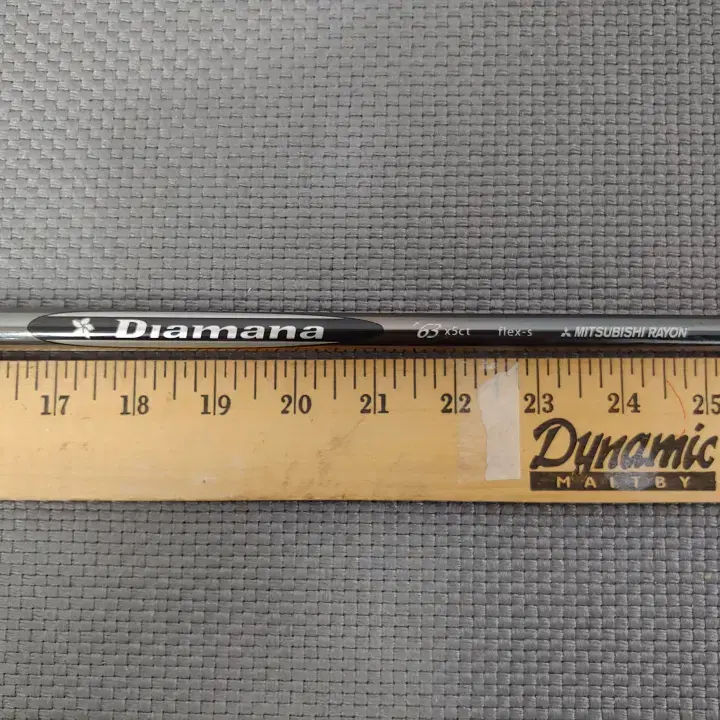 Diamana '63 x5ct flex-s MITSUBISHI RAYON
17 18 19 20 21 22 23 24 25
Dynamic
MALTBY